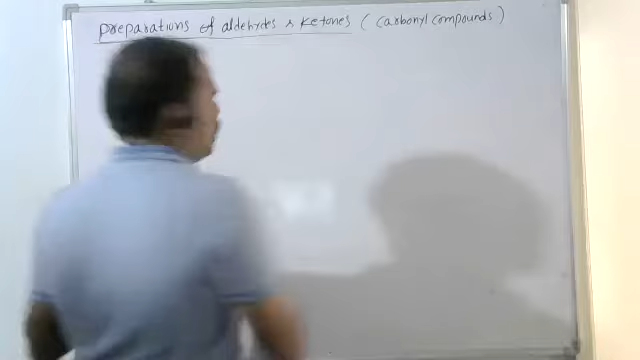 Preparations of aldehydes & Ketones ( Carbonyl compounds )